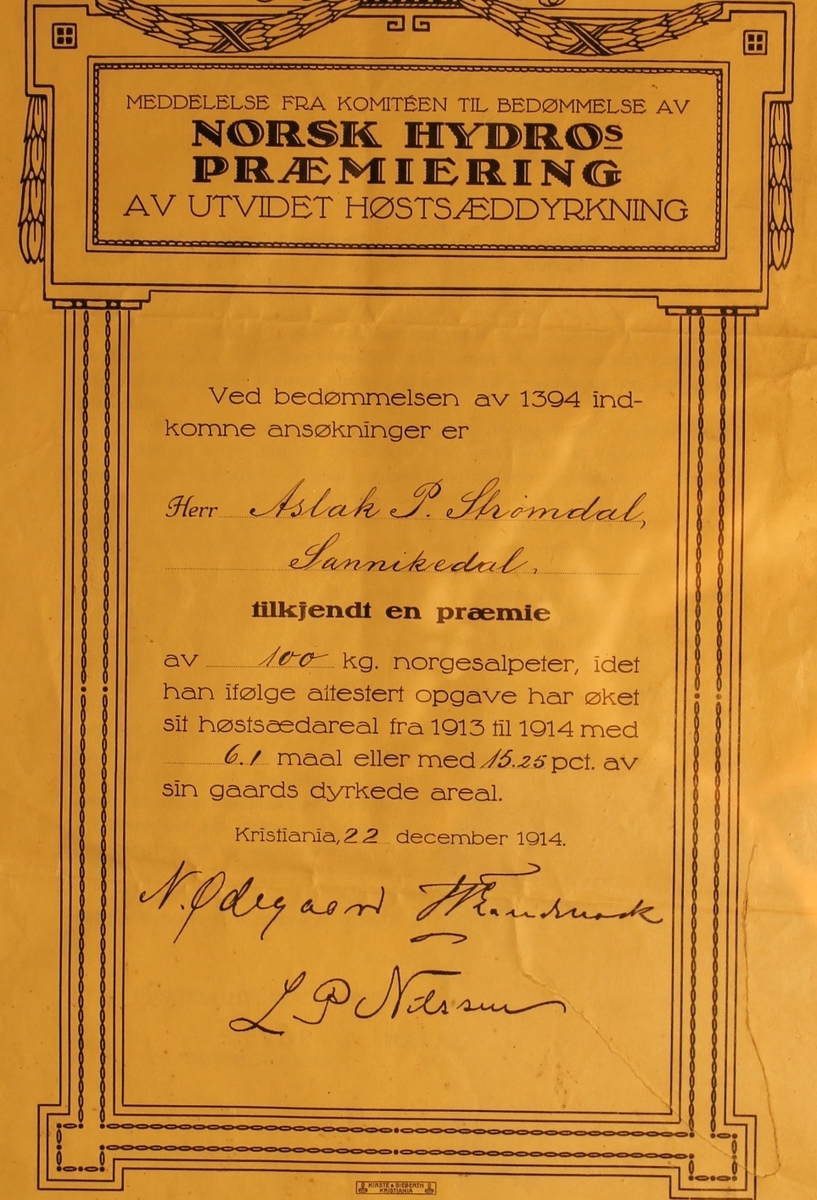 MEDDELELSE FRA KOMITÉEN TIL BEDØMMELSE AV
NORSK HYDROS
PRÆMIERING
AV UTVIDET HØSTSÆDDYRKNING
Ved bedømmelsen av 1394 ind-
komne ansøkninger er
Herr Aslak P. Strømdal,
Sannikedal,
tilkjendt en præmie
av 100 kg. norgesalpeter, idet
han ifølge attestert opgave har øket
sit høstsædareal fra 1913 til 1914 med
6.1 maal eller med 15.25 pct. av
sin gaards dyrkede areal.
Kristiania, 22 december 1914.
N. Ødegaard
L P Nilssen
KIRSTE & SIEBERTH
KRISTIANIA